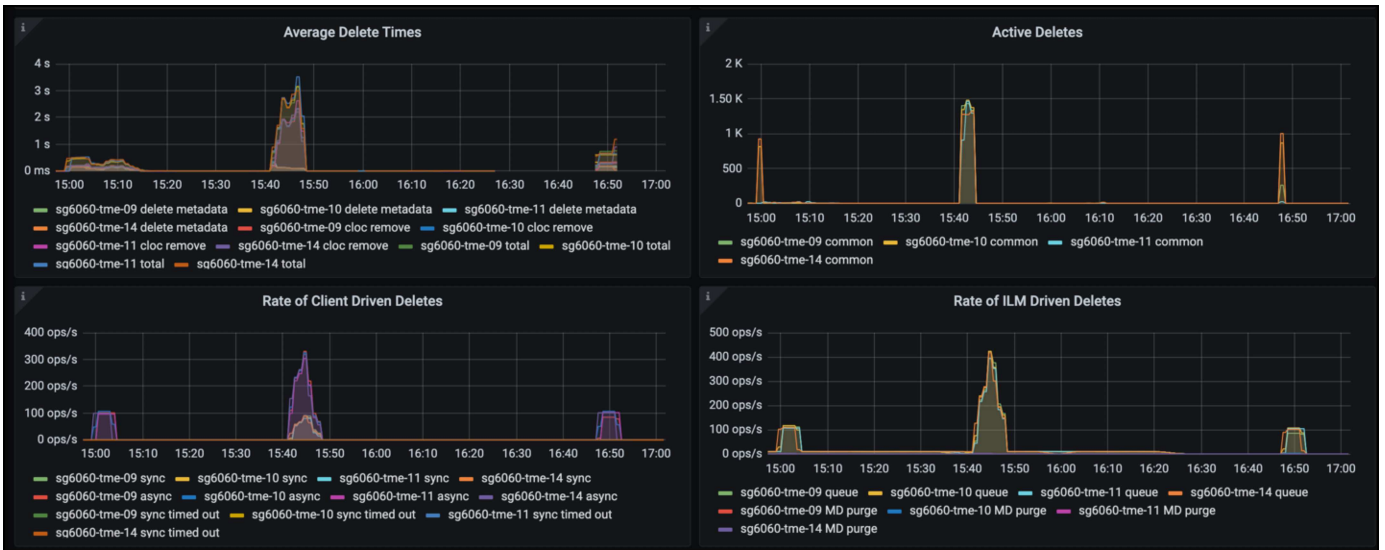 Average Delete Times
4 s
3 s
2 s
1 s
0 ms
15:00 15:10 15:20 15:30 15:40 15:50 16:00 16:10 16:20 16:30 16:40 16:50 17:00
sg6060-tme-09 delete metadata sg6060-tme-10 delete metadata sg6060-tme-11 delete metadata
sg6060-tme-14 delete metadata sg6060-tme-09 cloc remove sg6060-tme-10 cloc remove
sg6060-tme-11 cloc remove sg6060-tme-14 cloc remove sg6060-tme-09 total sg6060-tme-10 total
sg6060-tme-11 total sg6060-tme-14 total
Active Deletes
2 K
1.50 K
1 K
500
0
15:00 15:10 15:20 15:30 15:40 15:50 16:00 16:10 16:20 16:30 16:40 16:50 17:00
sg6060-tme-09 common sg6060-tme-10 common sg6060-tme-11 common
sg6060-tme-14 common
Rate of Client Driven Deletes
400 ops/s
300 ops/s
200 ops/s
100 ops/s
0 ops/s
15:00 15:10 15:20 15:30 15:40 15:50 16:00 16:10 16:20 16:30 16:40 16:50 17:00
sg6060-tme-09 sync sg6060-tme-10 sync sg6060-tme-11 sync sg6060-tme-14 sync
sg6060-tme-09 async sg6060-tme-10 async sg6060-tme-11 async sg6060-tme-14 async
sg6060-tme-09 sync timed out sg6060-tme-10 sync timed out sg6060-tme-11 sync timed out
sg6060-tme-14 sync timed out
Rate of ILM Driven Deletes
500 ops/s
400 ops/s
300 ops/s
200 ops/s
100 ops/s
0 ops/s
15:00 15:10 15:20 15:30 15:40 15:50 16:00 16:10 16:20 16:30 16:40 16:50 17:00
sg6060-tme-09 queue sg6060-tme-10 queue sg6060-tme-11 queue sg6060-tme-14 queue
sg6060-tme-09 MD purge sg6060-tme-10 MD purge sg6060-tme-11 MD purge
sg6060-tme-14 MD purge